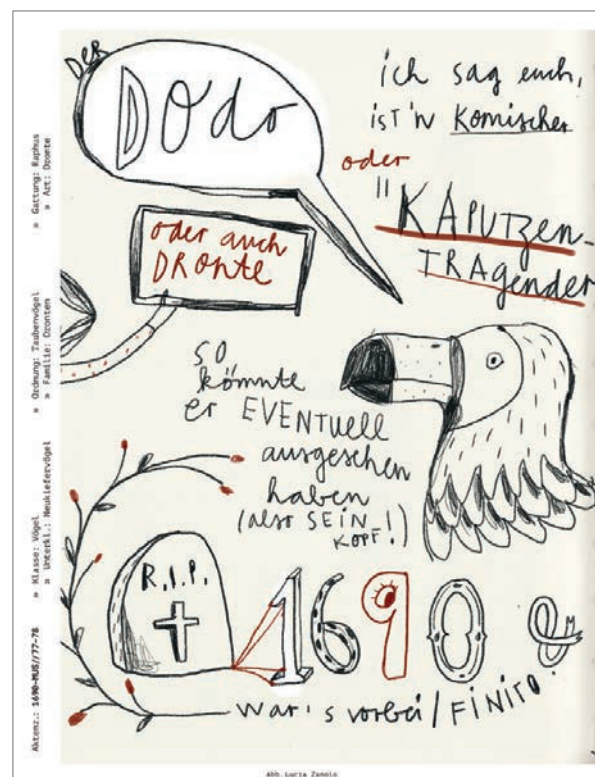 DER
DOdo
ich sag euch,
ist 'n Komischer
oder
"KAPUTZEN-
TRAGender
oder auch
DRONTE
so
könnte
er EVENTUELL
ausgesehen
haben
(also SEIN
KOPF!)
R.I.P.
1690
war's vorbei/FINITO!
Aktenz.: 1690-MUS//77-78
» Klasse: Vögel
» Unterkl.: Neukiefervögel
» Ordnung: Taubenvögel
» Familie: Dronten
» Gattung: Raphus
» Art: Dronte
Abb. Lucia Zamolo